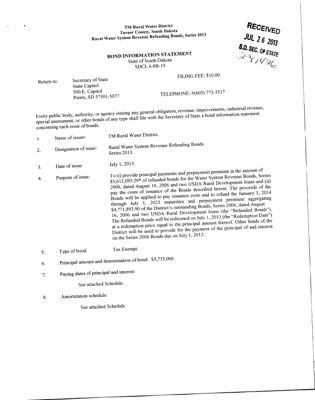 TM Rural Water District
Turner County, South Dakota
Rural Water System Revenue Refunding Bonds, Series 2013
RECEIVED
JUL 26 2013
S.D. SEC. OF STATE
BOND INFORMATION STATEMENT
State of South Dakota
SDCL 6-8B-19
Return to: Secretary of State
FILING FEE: $10.00
State Capitol
500 E. Capitol
Pierre, SD 57501-5077
TELEPHONE: #(605) 773-3537
Every public body, authority, or agency issuing any general obligation, revenue, improvements, industrial revenue,
special assessment, or other bonds of any type shall file with the Secretary of State a bond information statement
concerning each issue of bonds.
1. Name of issuer: TM Rural Water District.
2. Designation of issue: Rural Water System Revenue Refunding Bonds
Series 2013.
3. Date of issue: July 1, 2013.
4. Purpose of issue: To (i) provide principal payments and prepayment premium in the amount of
$5,612,093.29* of refunded bonds for the Water System Revenue Bonds, Series
2006, dated August 16, 2006 and two USDA Rural Development loans and (ii)
pay the costs of issuance of the Bonds described herein. The proceeds of the
Bonds will be applied to pay issuance costs and to refund the January 1, 2014
through July 1, 2023 maturities and prepayment premium aggregating
$4,771,893.90 of the District's outstanding Bonds, Series 2006, dated August
16, 2006 and two USDA Rural Development loans (the "Refunded Bonds").
The Refunded Bonds will be redeemed on July 1, 2013 (the "Redemption Date")
at a redemption price equal to the principal amount thereof. Other funds of the
District will be used to provide for the payment of the principal of and interest
on the Series 2006 Bonds due on July 1, 2013.
5. Type of bond: Tax Exempt.
6. Principal amount and denomination of bond: $5,735,000.
7. Paying dates of principal and interest:
See attached Schedule.
8. Amortization schedule:
See attached Schedule.